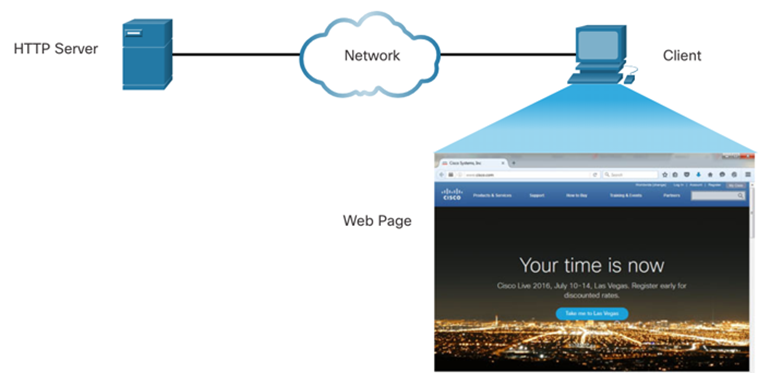 HTTP Server
Network
Client
Web Page
Cisco Systems, Inc
www.cisco.com
Search
Worldwide [change] Log In Account Register My Cisco
CISCO
Products & Services Support How to Buy Training & Events Partners
Your time is now
Cisco Live 2016, July 10-14, Las Vegas. Register early for
discounted rates.
Take me to Las Vegas